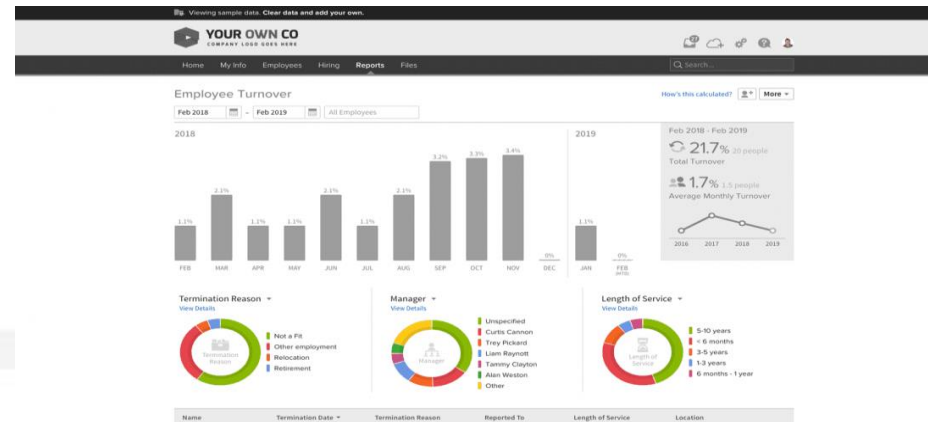 Viewing sample data. Clear data and add your own.
YOUR OWN CO
COMPANY LOGO GOES HERE
Home My Info Employees Hiring Reports Files Search...
Employee Turnover How's this calculated? More
Feb 2018 - Feb 2019 All Employees
2018 2019
Feb 2018 - Feb 2019
21.7% 20 people
Total Turnover
1.7% 1.5 people
Average Monthly Turnover
2016 2017 2018 2019
1.1% 2.1% 1.1% 1.1% 2.1% 1.1% 2.1% 3.2% 3.3% 3.4% 0% 1.1% 0%
FEB MAR APR MAY JUN JUL AUG SEP OCT NOV DEC JAN FEB
Termination Reason
View Details
Termination
Reason
Not a Fit
Other employment
Relocation
Retirement
Manager
View Details
Manager
Unspecified
Curtis Cannon
Trey Pickard
Liam Raynott
Tammy Clayton
Alan Weston
Other
Length of Service
View Details
Length of
Service
5-10 years
< 6 months
3-5 years
1-3 years
6 months - 1 year
Name Termination Date Termination Reason Reported To Length of Service Location